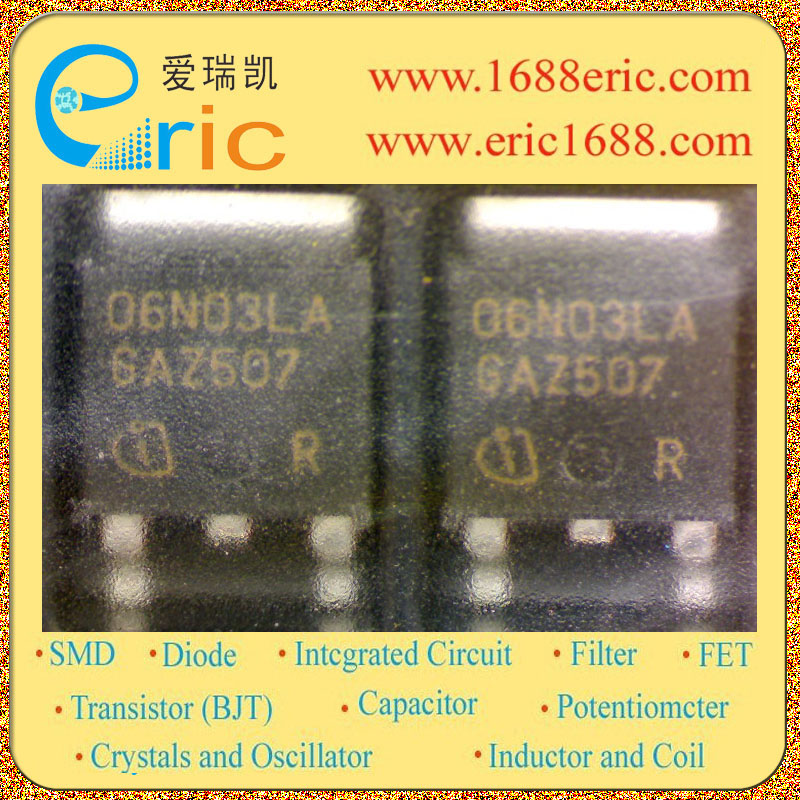 eric 爱瑞凯
www.1688eric.com
www.eric1688.com
06N03LA 06N03LA
GAZ507 GAZ507
i R i R
·SMD ·Diode ·Intcgrated Circuit ·Filter ·FET
·Transistor (BJT) ·Capacitor ·Potentiomcter
·Crystals and Oscillator ·Inductor and Coil